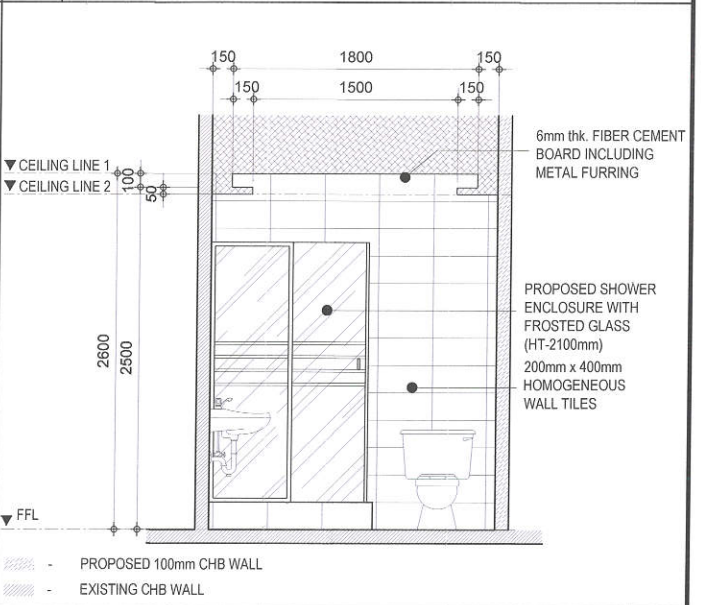 150 1800 150
150 1500 150
6mm thk. FIBER CEMENT
BOARD INCLUDING
METAL FURRING
CEILING LINE 1
100
CEILING LINE 2
50
PROPOSED SHOWER
ENCLOSURE WITH
FROSTED GLASS
(HT-2100mm)
2600 2500
200mm x 400mm
HOMOGENEOUS
WALL TILES
FFL
- PROPOSED 100mm CHB WALL
- EXISTING CHB WALL